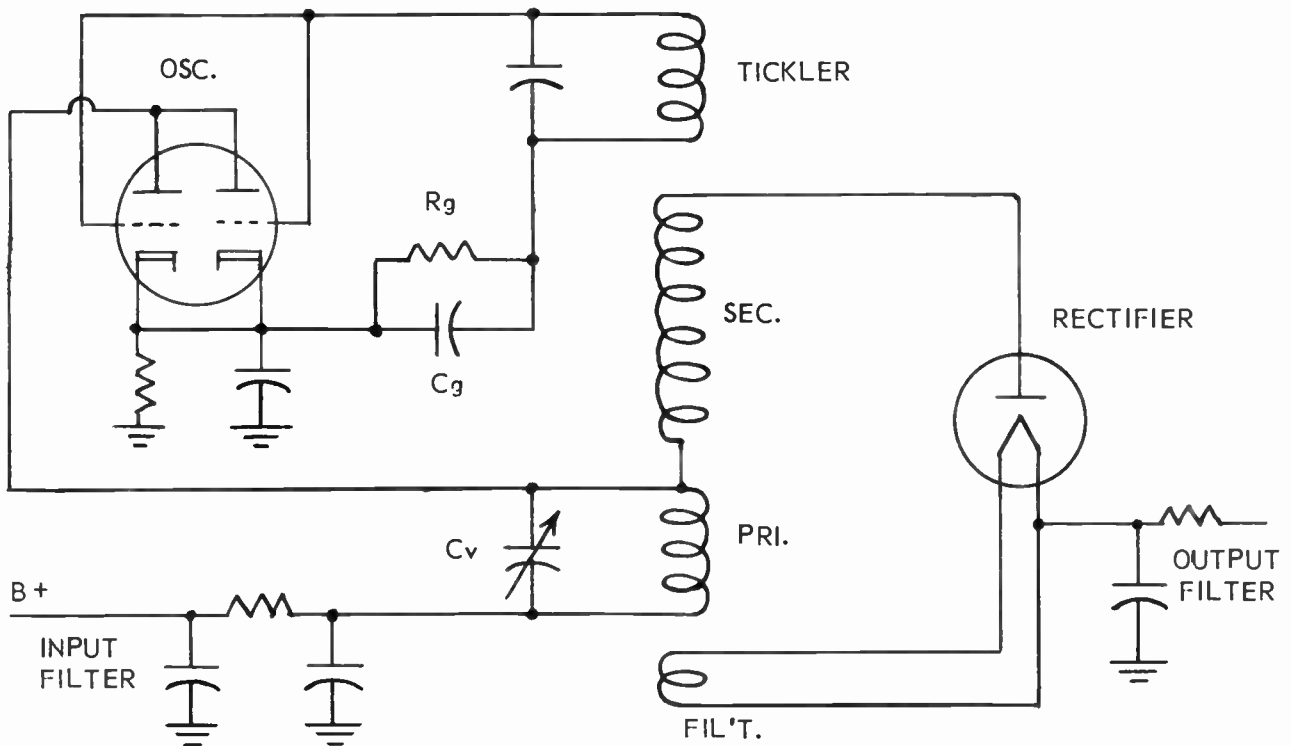 OSC.
TICKLER
Rg
SEC.
RECTIFIER
Cg
Cv
PRI.
B+
INPUT
FILTER
OUTPUT
FILTER
FIL'T.